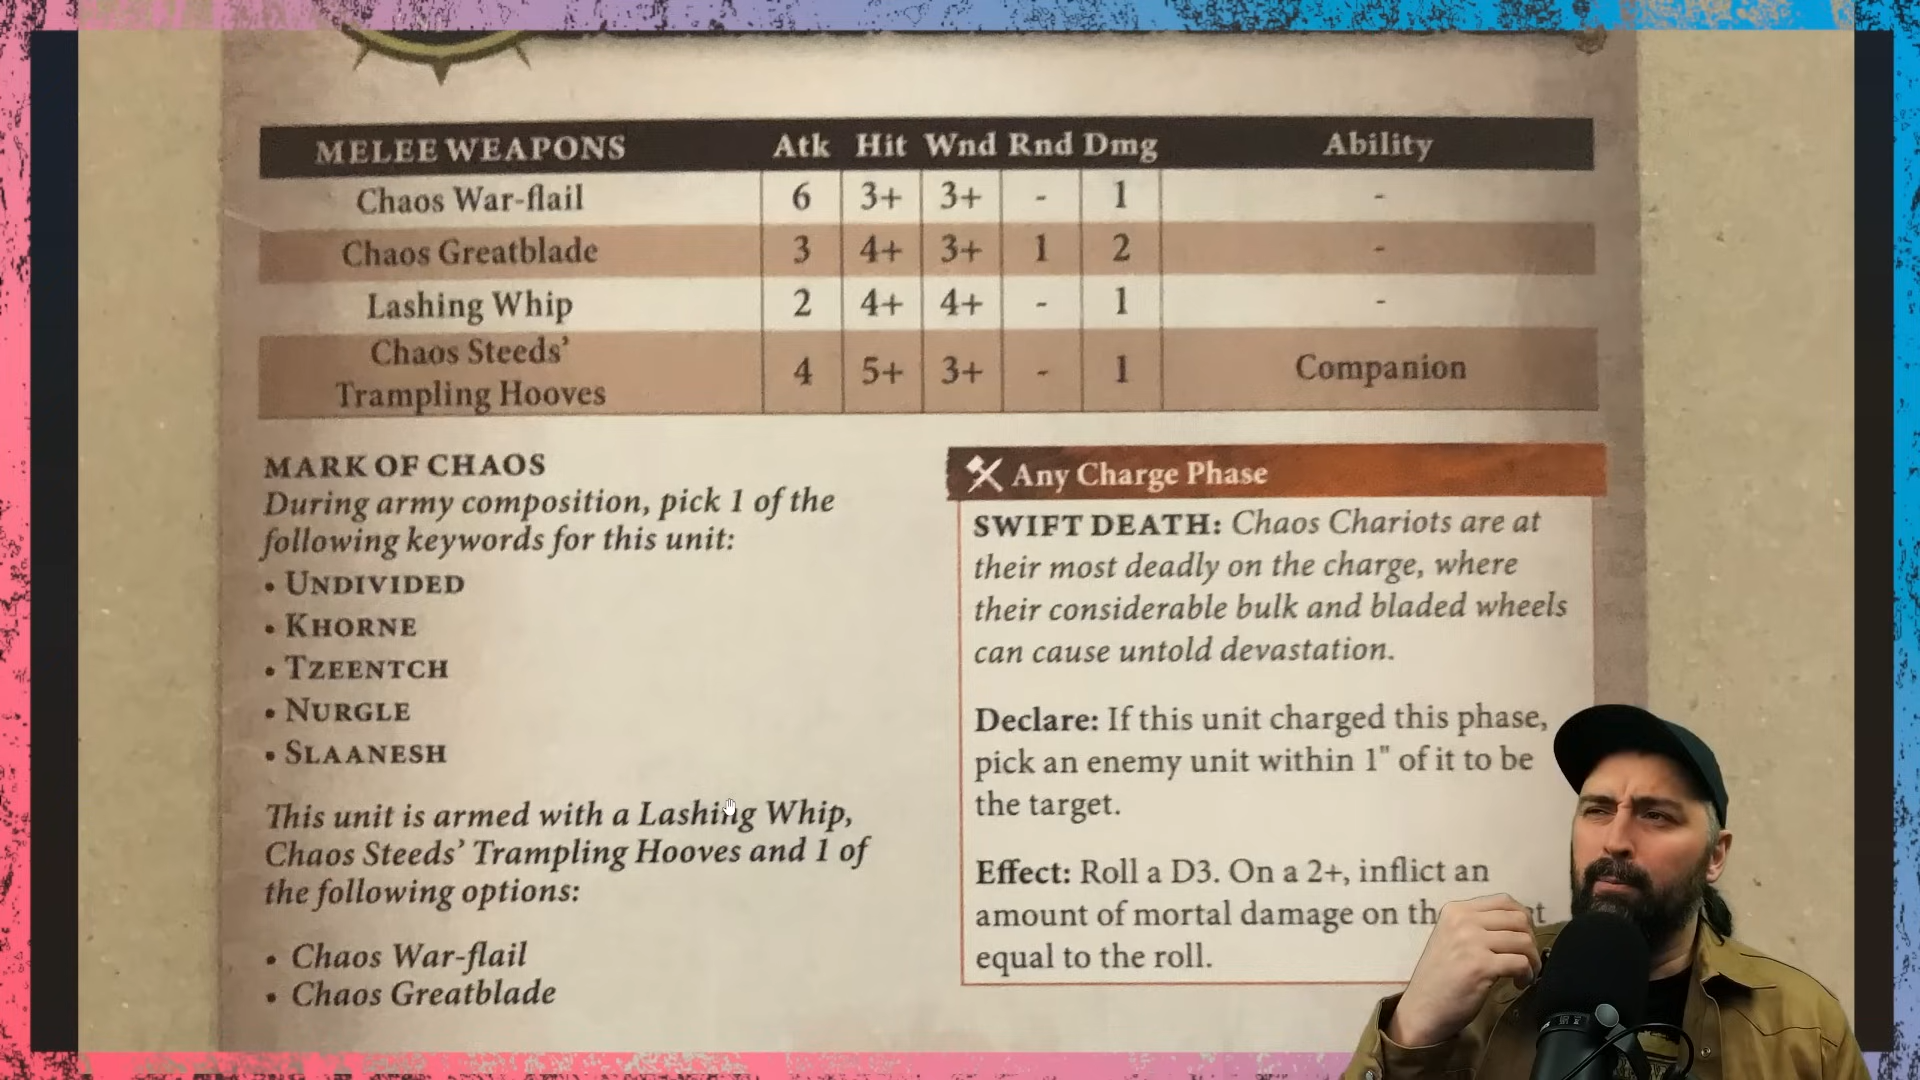 MELEE WEAPONS Atk Hit Wnd Rnd Dmg Ability
Chaos War-flail 6 3+ 3+ - 1 -
Chaos Greatblade 3 4+ 3+ 1 2 -
Lashing Whip 2 4+ 4+ - 1 -
Chaos Steeds'
Trampling Hooves 4 5+ 3+ - 1 Companion
MARK OF CHAOS
During army composition, pick 1 of the
following keywords for this unit:
• UNDIVIDED
• KHORNE
• TZEENTCH
• NURGLE
• SLAANESH
This unit is armed with a Lashing Whip,
Chaos Steeds' Trampling Hooves and 1 of
the following options:
• Chaos War-flail
• Chaos Greatblade
Any Charge Phase
SWIFT DEATH: Chaos Chariots are at
their most deadly on the charge, where
their considerable bulk and bladed wheels
can cause untold devastation.
Declare: If this unit charged this phase,
pick an enemy unit within 1" of it to be
the target.
Effect: Roll a D3. On a 2+, inflict an
amount of mortal damage on
equal to the roll.